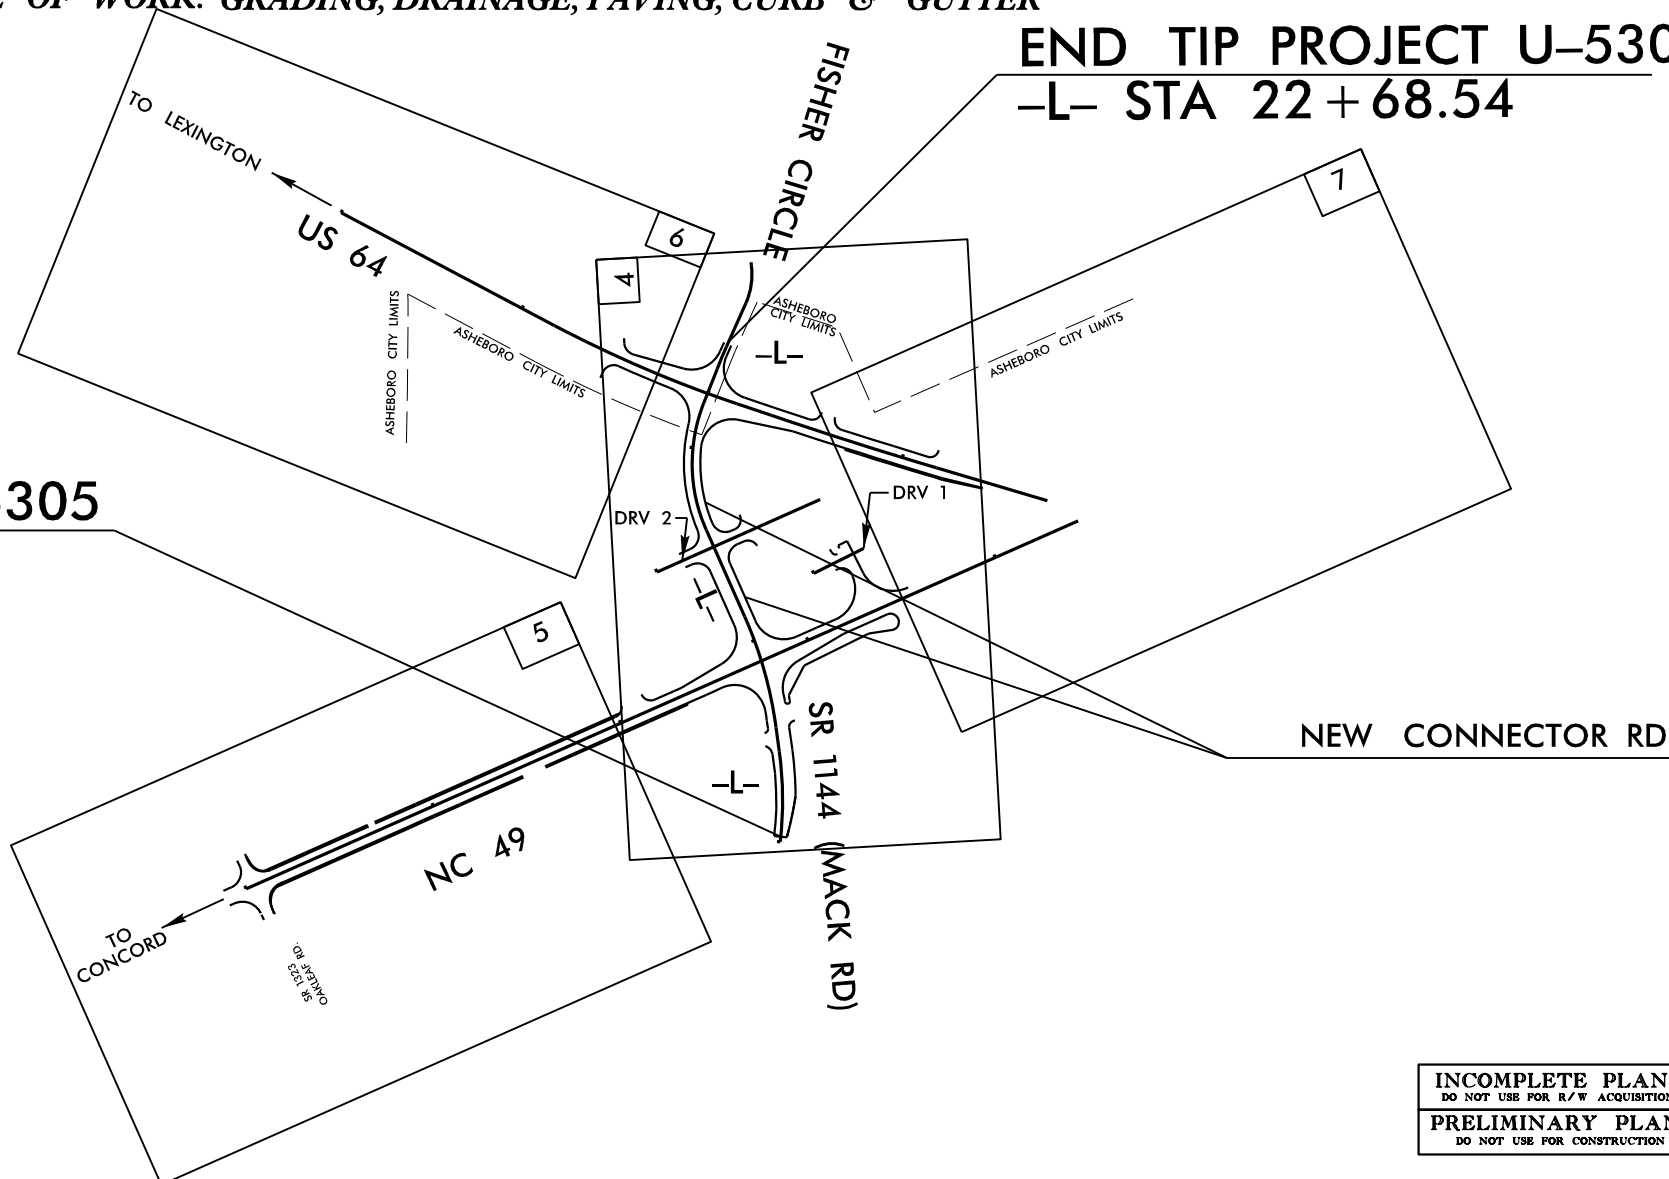 OF WORK: GRADING, DRAINAGE, PAVING, CURB & GUTTER
END TIP PROJECT U-530
-L- STA 22+68.54
FISHER CIRCLE
TO LEXINGTON
US 64
6
4
7
ASHEBORO CITY LIMITS
ASHEBORO CITY LIMITS
ASHEBORO
CITY LIMITS
ASHEBORO CITY LIMITS
-L-
305
DRV 2
DRV 1
-L-
5
NEW CONNECTOR RD
SR 1144 (MACK RD)
-L-
NC 49
TO
CONCORD
SR 1323
OAKLEAF RD.
INCOMPLETE PLAN
DO NOT USE FOR R/W ACQUISITION
PRELIMINARY PLAN
DO NOT USE FOR CONSTRUCTION